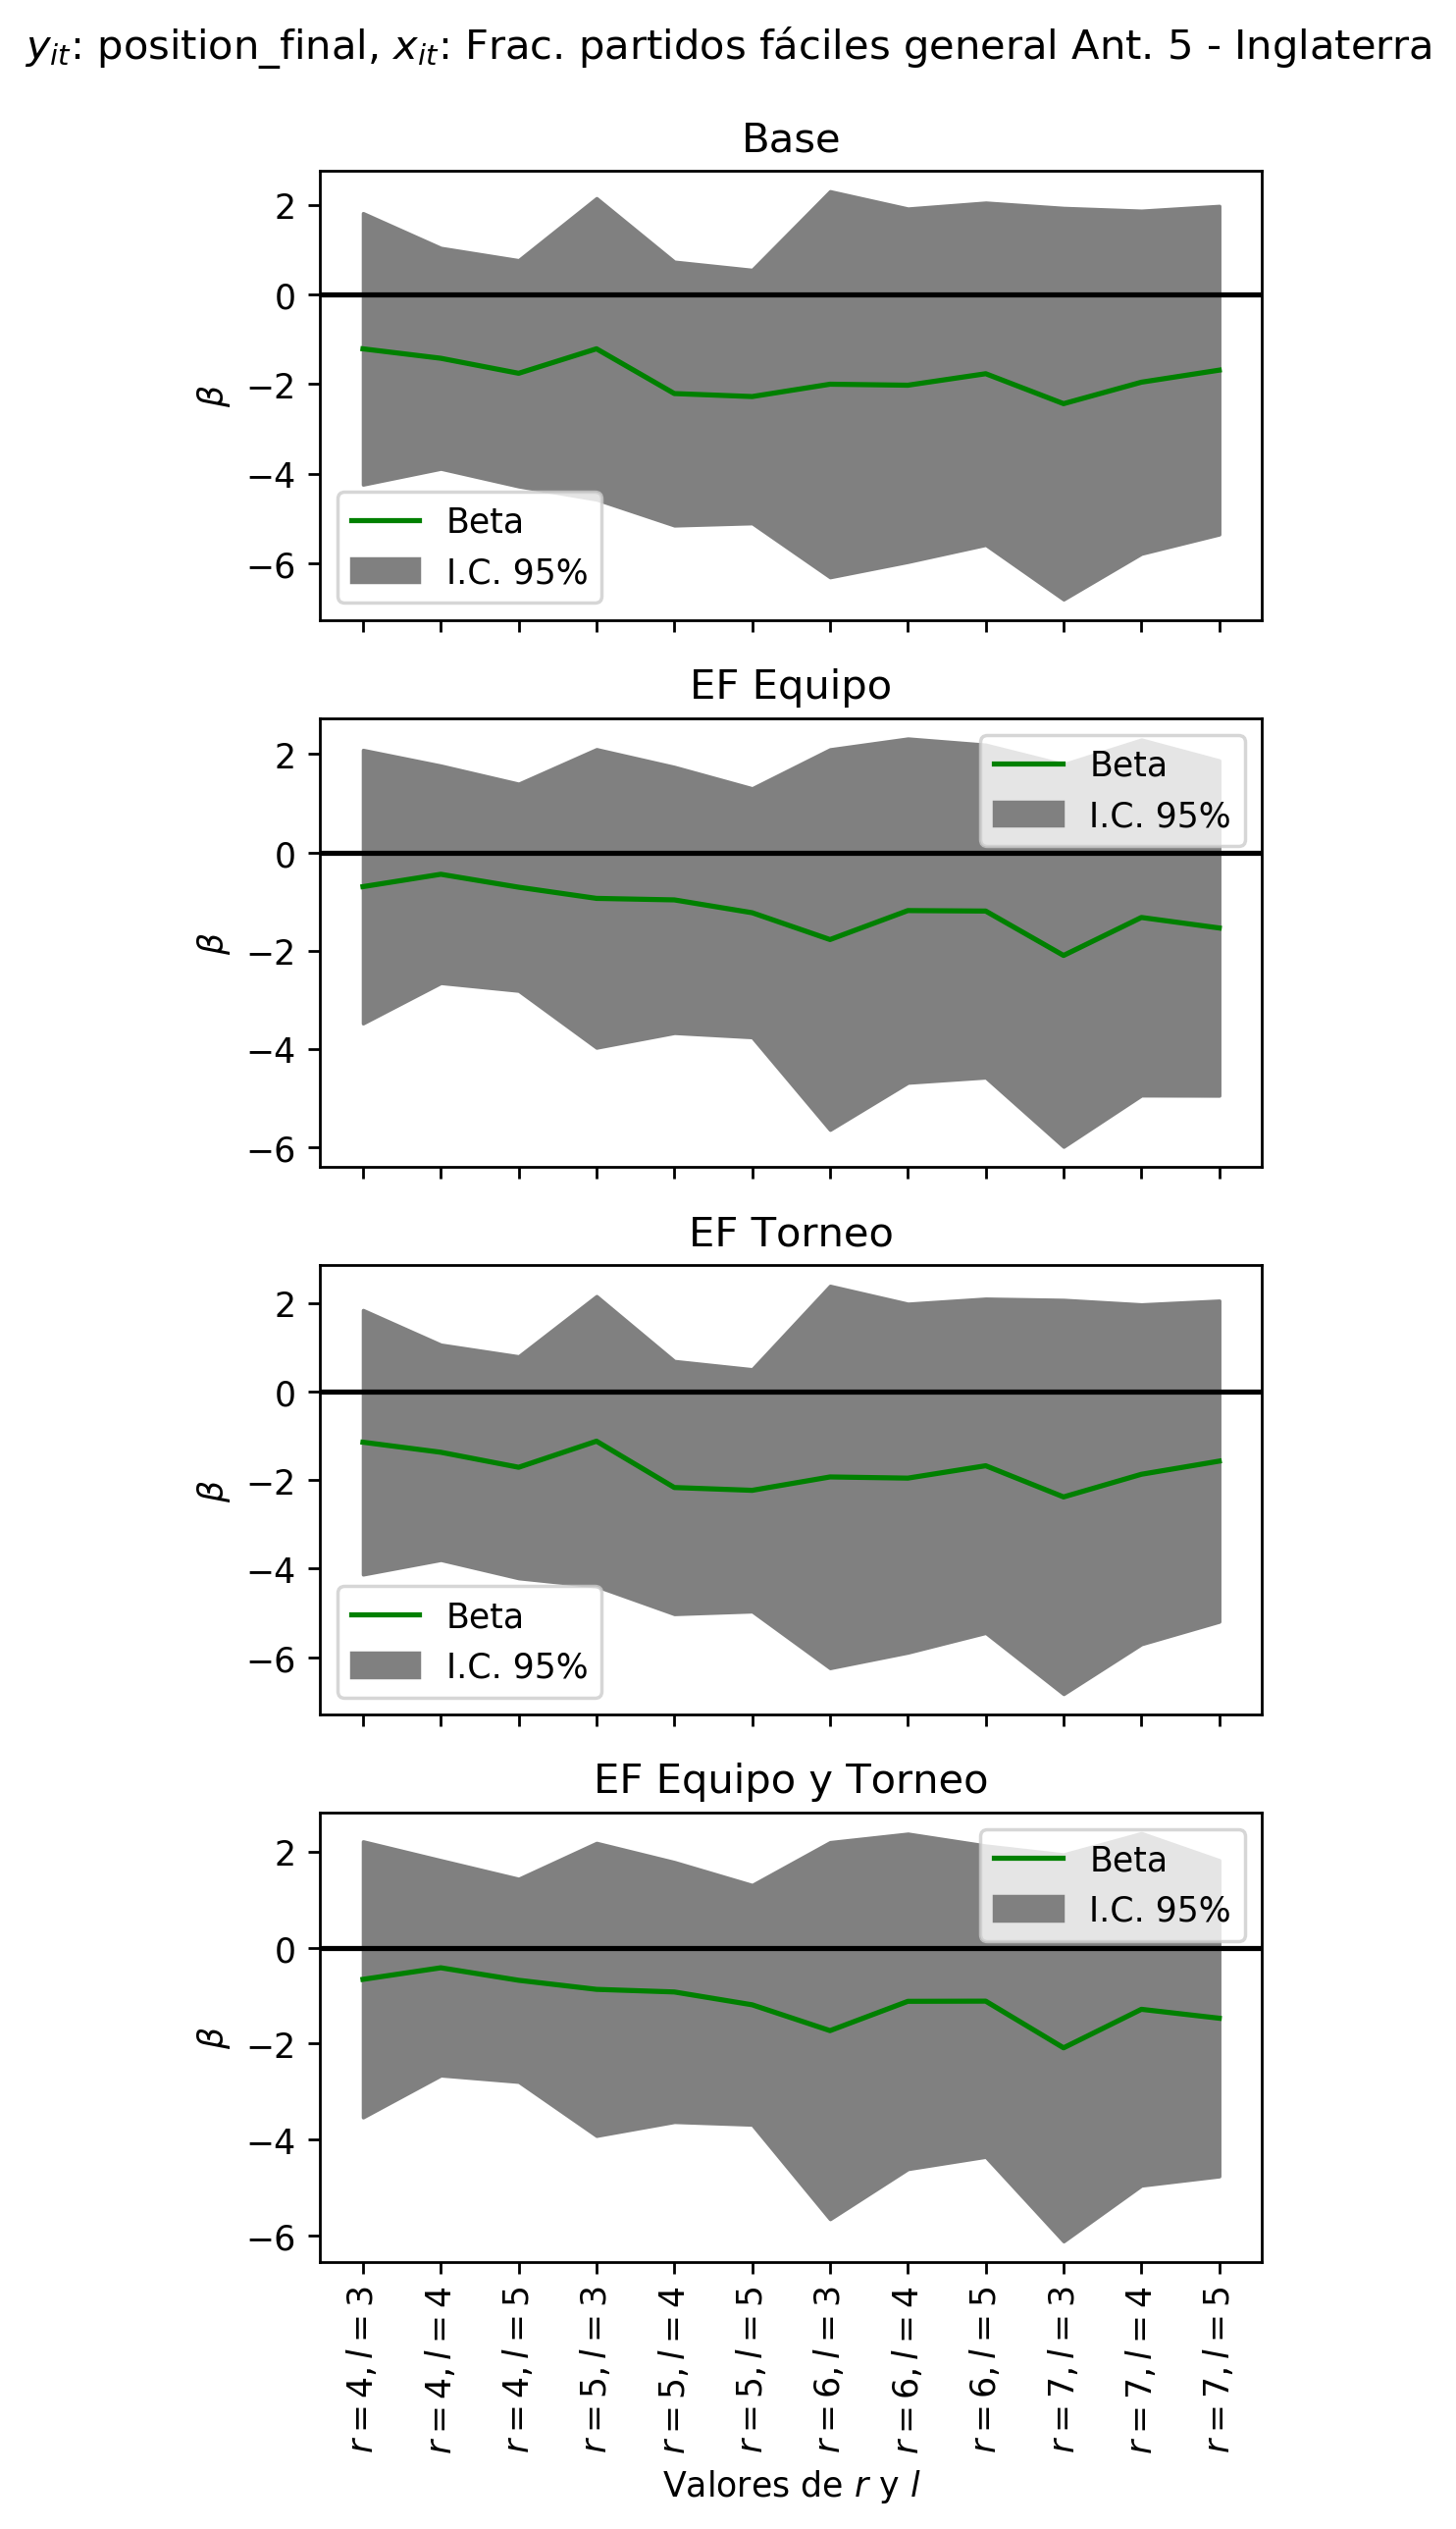 y_it: position_final, x_it: Frac. partidos fáciles general Ant. 5 - Inglaterra
Base
2
0
−2
−4
−6
β
Beta
I.C. 95%
EF Equipo
2
0
−2
−4
−6
β
Beta
I.C. 95%
EF Torneo
2
0
−2
−4
−6
β
Beta
I.C. 95%
EF Equipo y Torneo
2
0
−2
−4
−6
β
Beta
I.C. 95%
r = 4, l = 3
r = 4, l = 4
r = 4, l = 5
r = 5, l = 3
r = 5, l = 4
r = 5, l = 5
r = 6, l = 3
r = 6, l = 4
r = 6, l = 5
r = 7, l = 3
r = 7, l = 4
r = 7, l = 5
Valores de r y l